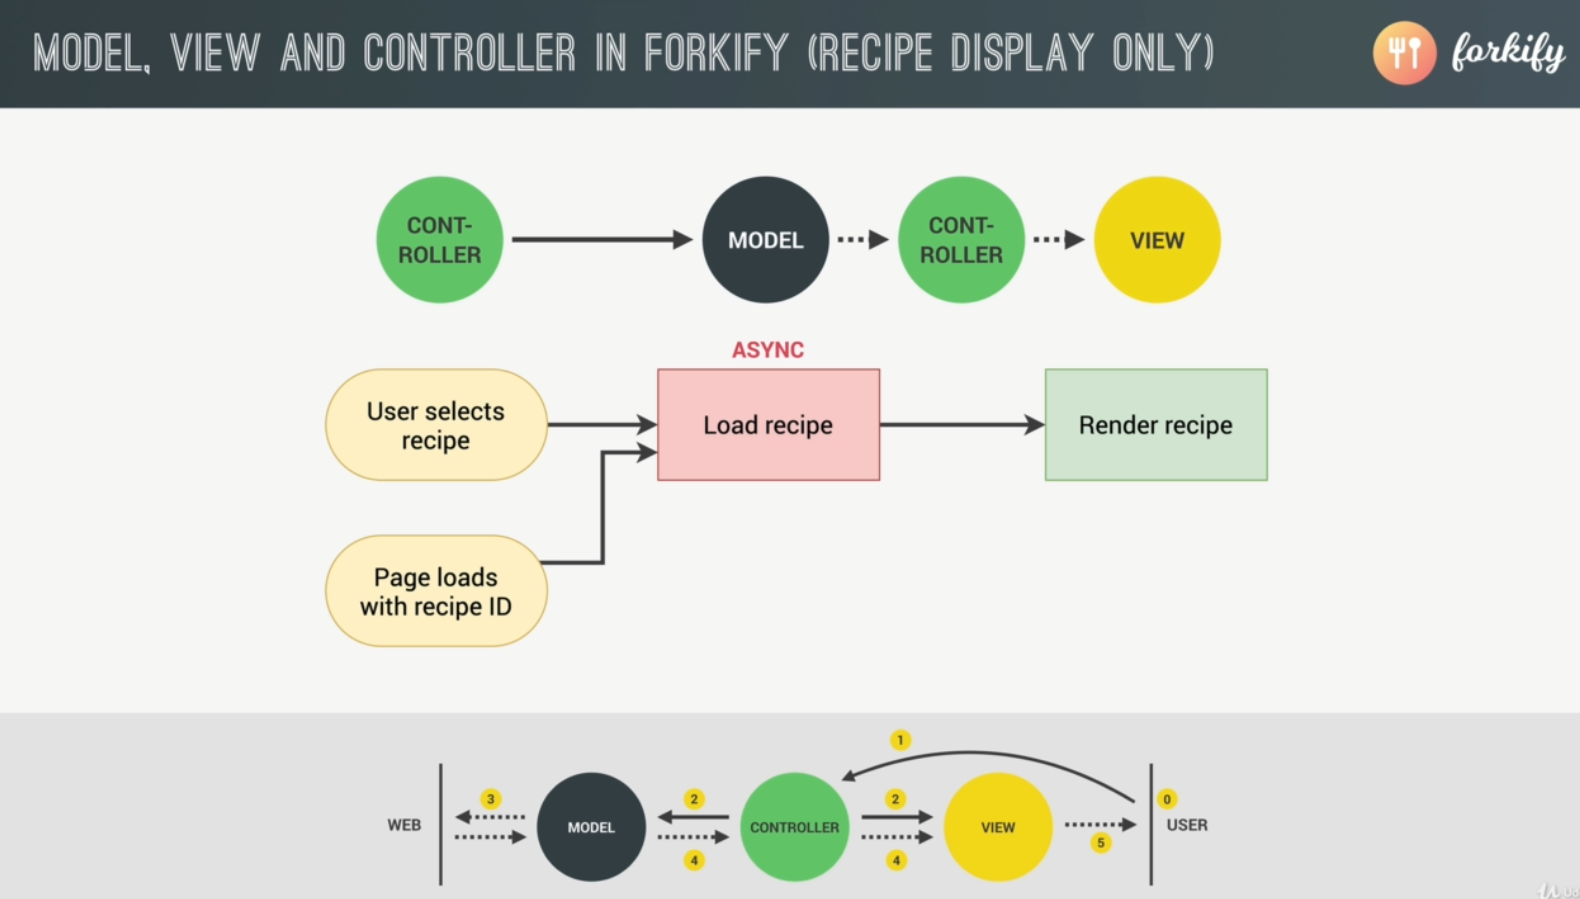 MODEL, VIEW AND CONTROLLER IN FORKIFY (RECIPE DISPLAY ONLY)
forkify
CONT-
ROLLER
MODEL
CONT-
ROLLER
VIEW
ASYNC
User selects
recipe
Load recipe
Render recipe
Page loads
with recipe ID
1
3
2
2
0
WEB
MODEL
CONTROLLER
VIEW
USER
4
4
5